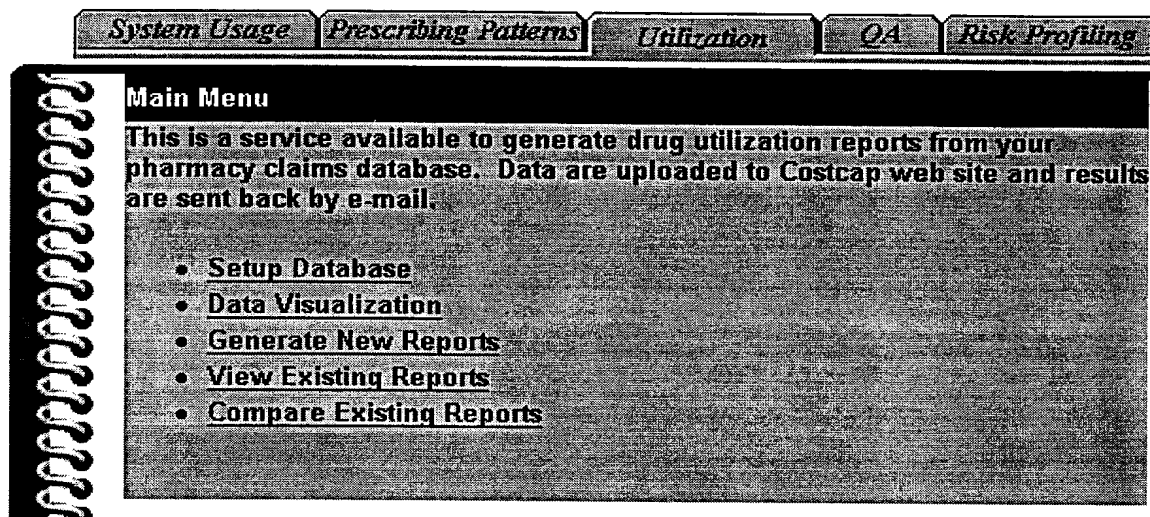 System Usage Prescribing Patterns Utilization QA Risk Profiling
Main Menu
This is a service available to generate drug utilization reports from your
pharmacy claims database. Data are uploaded to Costcap web site and results
are sent back by e-mail.
• Setup Database
• Data Visualization
• Generate New Reports
• View Existing Reports
• Compare Existing Reports